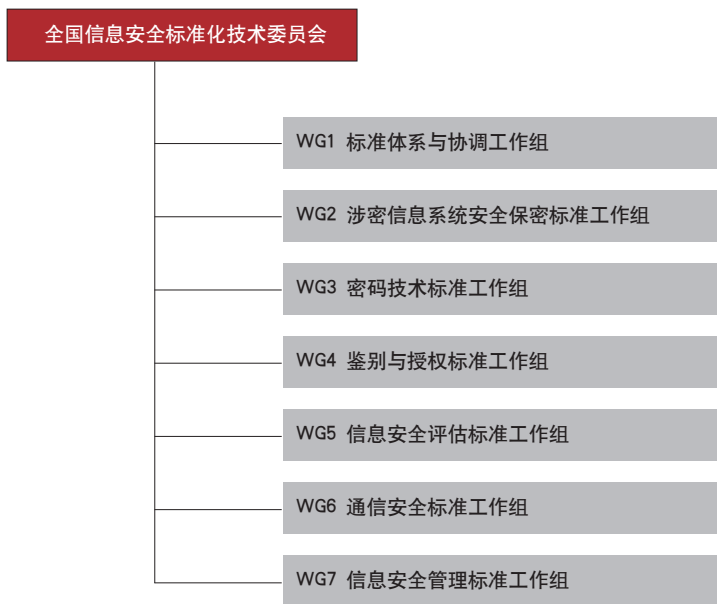 全国信息安全标准化技术委员会
WG1 标准体系与协调工作组
WG2 涉密信息系统安全保密标准工作组
WG3 密码技术标准工作组
WG4 鉴别与授权标准工作组
WG5 信息安全评估标准工作组
WG6 通信安全标准工作组
WG7 信息安全管理标准工作组